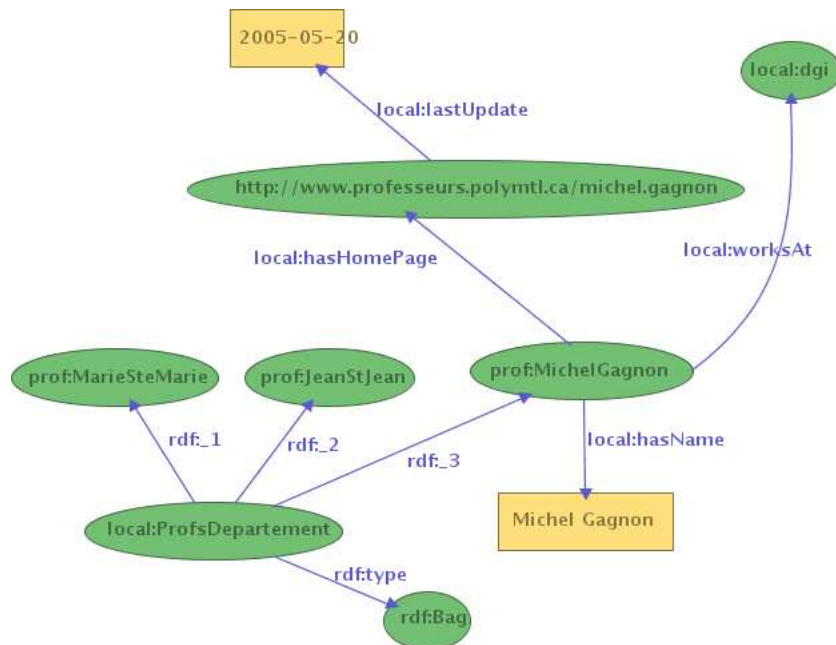 2005-05-20
local:dgi
local:lastUpdate
http://www.professeurs.polymtl.ca/michel.gagnon
local:hasHomePage
local:worksAt
prof:MarieSteMarie
prof:JeanStJean
prof:MichelGagnon
rdf:_1
rdf:_2
rdf:_3
local:hasName
local:ProfsDepartement
Michel Gagnon
rdf:type
rdf:Bag